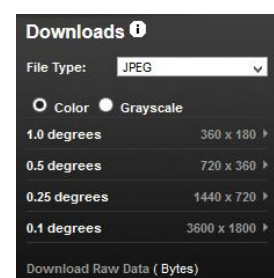 Downloads i
File Type: JPEG
Color Grayscale
1.0 degrees 360 x 180
0.5 degrees 720 x 360
0.25 degrees 1440 x 720
0.1 degrees 3600 x 1800
Download Raw Data ( Bytes)